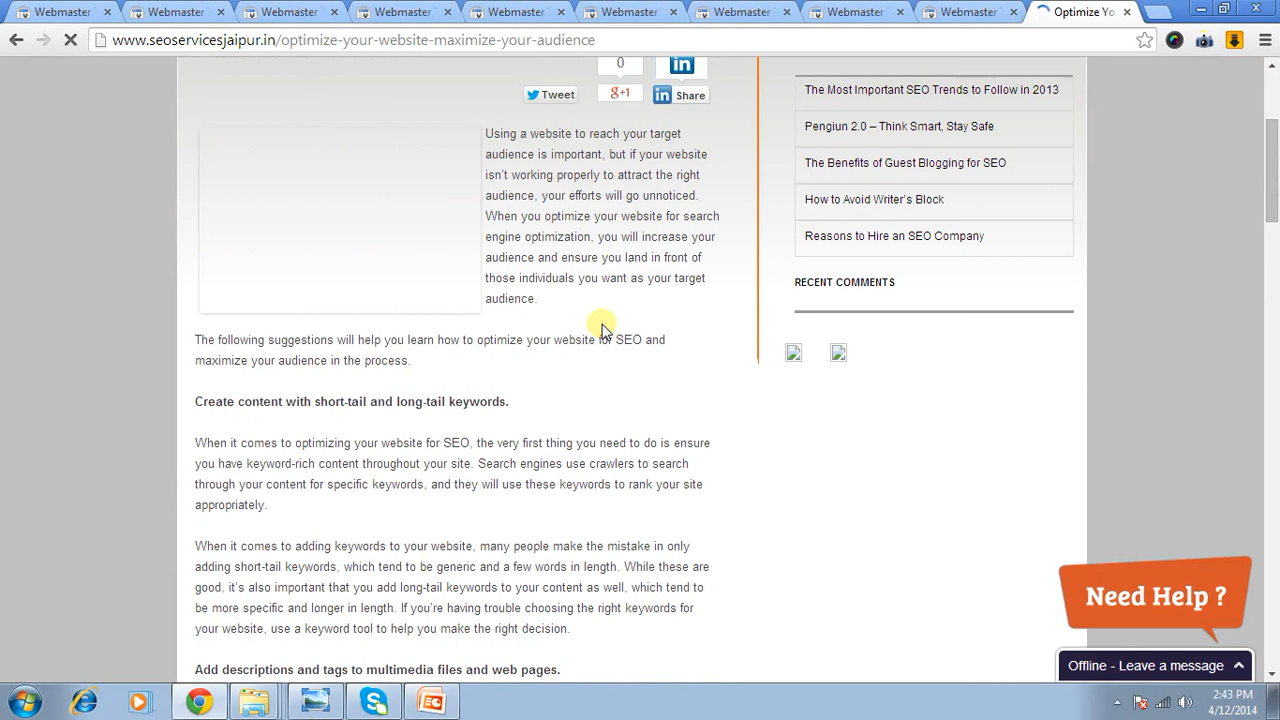 Webmaster
Webmaster
Webmaster
Webmaster
Webmaster
Webmaster
Webmaster
Webmaster
Webmaster
Optimize Yo
www.seoservicesjaipur.in/optimize-your-website-maximize-your-audience
0
in
Tweet
g+1
in Share
Using a website to reach your target
audience is important, but if your website
isn't working properly to attract the right
audience, your efforts will go unnoticed.
When you optimize your website for search
engine optimization, you will increase your
audience and ensure you land in front of
those individuals you want as your target
audience.
The following suggestions will help you learn how to optimize your website for SEO and
maximize your audience in the process.
Create content with short-tail and long-tail keywords.
When it comes to optimizing your website for SEO, the very first thing you need to do is ensure
you have keyword-rich content throughout your site. Search engines use crawlers to search
through your content for specific keywords, and they will use these keywords to rank your site
appropriately.
When it comes to adding keywords to your website, many people make the mistake in only
adding short-tail keywords, which tend to be generic and a few words in length. While these are
good, it's also important that you add long-tail keywords to your content as well, which tend to
be more specific and longer in length. If you're having trouble choosing the right keywords for
your website, use a keyword tool to help you make the right decision.
Add descriptions and tags to multimedia files and web pages.
The Most Important SEO Trends to Follow in 2013
Pengiun 2.0 – Think Smart, Stay Safe
The Benefits of Guest Blogging for SEO
How to Avoid Writer's Block
Reasons to Hire an SEO Company
RECENT COMMENTS
Need Help ?
Offline - Leave a message
2:43 PM
4/12/2014